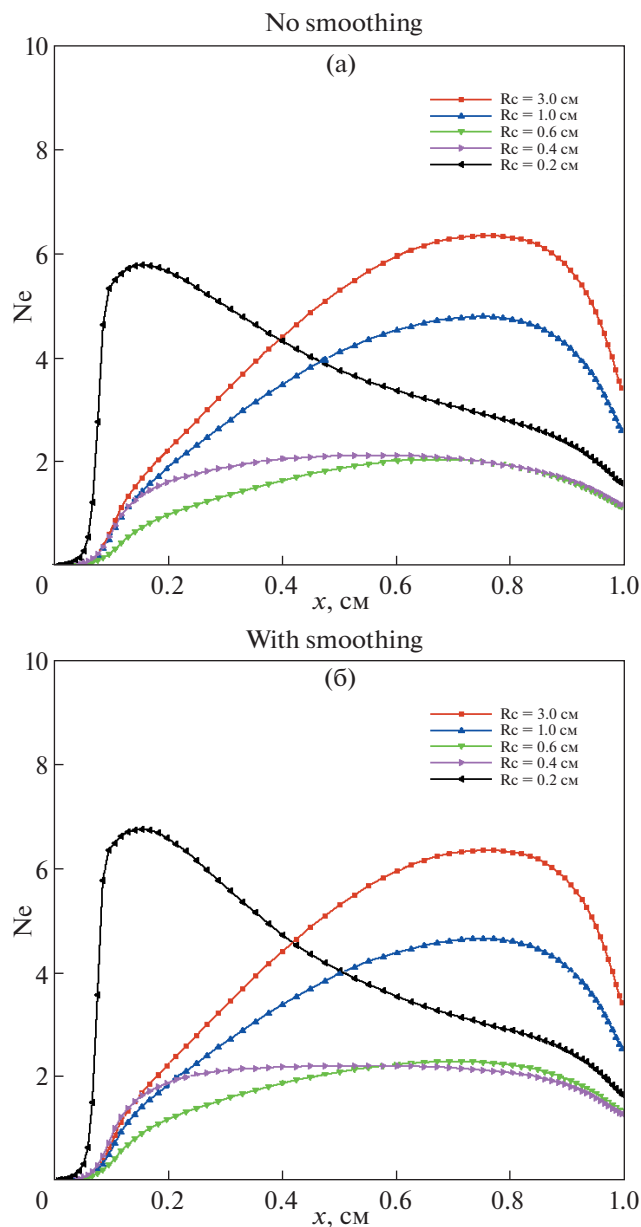 No smoothing
10
(а)
Rc = 3.0 см
Rc = 1.0 см
Rc = 0.6 см
Rc = 0.4 см
Rc = 0.2 см
8
6
Ne
4
2
0
0.2
0.4
0.6
0.8
1.0
x, см
With smoothing
10
(б)
Rc = 3.0 см
Rc = 1.0 см
Rc = 0.6 см
Rc = 0.4 см
Rc = 0.2 см
8
6
Ne
4
2
0
0.2
0.4
0.6
0.8
1.0
x, см